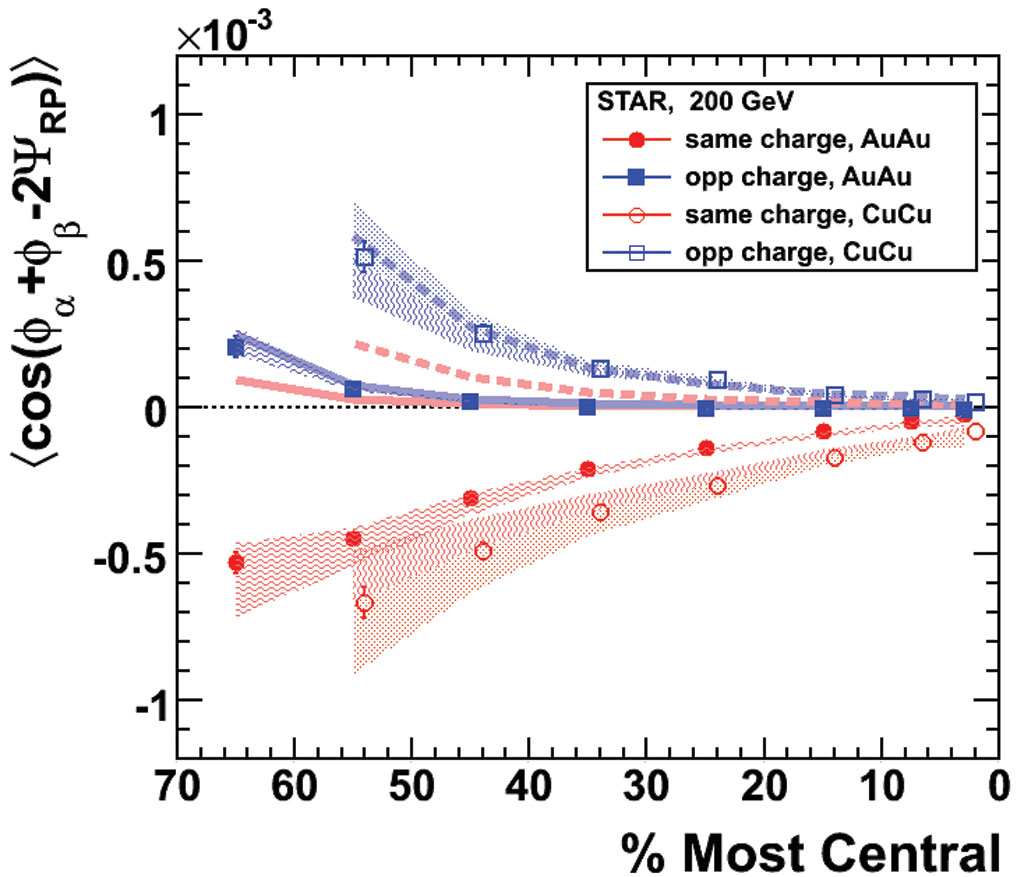 ×10⁻³
⟨cos(ϕα+ϕβ-2ΨRP)⟩
1
0.5
0
-0.5
-1
STAR, 200 GeV
same charge, AuAu
opp charge, AuAu
same charge, CuCu
opp charge, CuCu
70 60 50 40 30 20 10 0
% Most Central